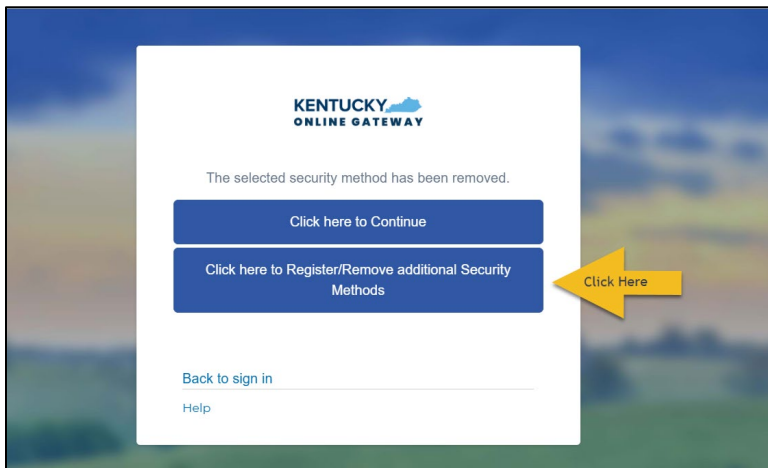 KENTUCKY
ONLINE GATEWAY
The selected security method has been removed.
Click here to Continue
Click here to Register/Remove additional Security
Methods
Click Here
Back to sign in
Help